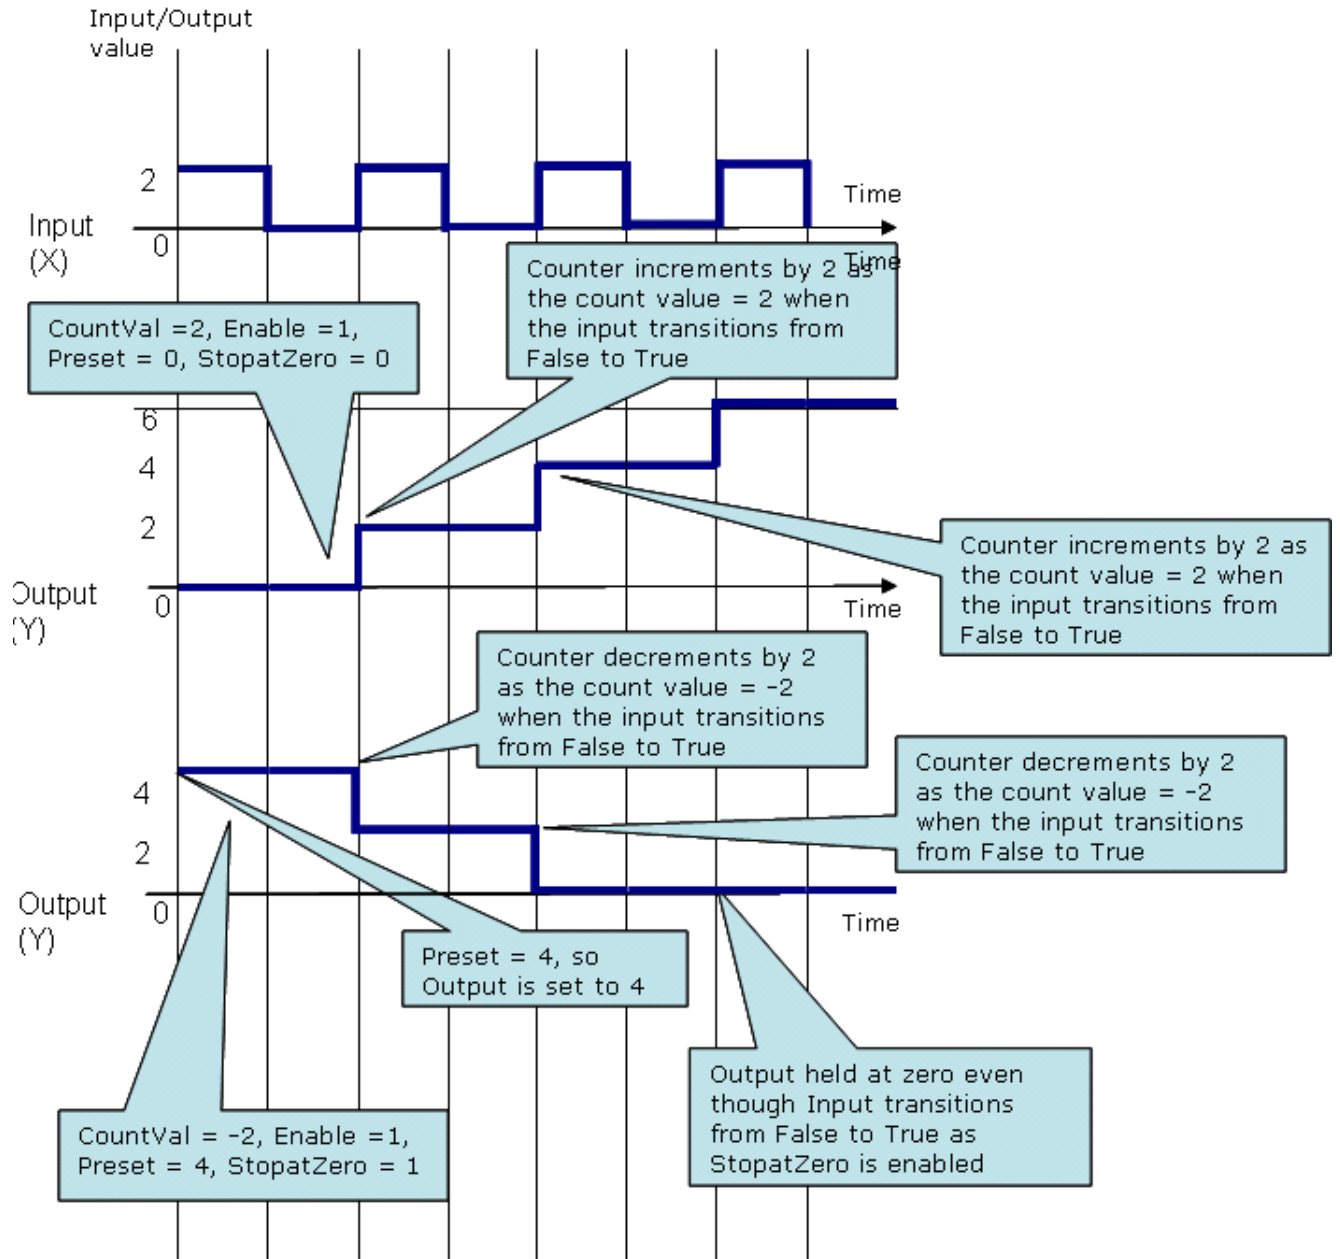 Input/Output
value
2
Time
Input
(X)
0
Time
Counter increments by 2 as
the count value = 2 when
the input transitions from
False to True
CountVal =2, Enable =1,
Preset = 0, StopatZero = 0
6
4
2
Counter increments by 2 as
the count value = 2 when
the input transitions from
False to True
Output
(Y)
0
Time
Counter decrements by 2
as the count value = -2
when the input transitions
from False to True
Counter decrements by 2
as the count value = -2
when the input transitions
from False to True
4
2
Output
(Y)
0
Time
Preset = 4, so
Output is set to 4
Output held at zero even
though Input transitions
from False to True as
StopatZero is enabled
CountVal = -2, Enable =1,
Preset = 4, StopatZero = 1